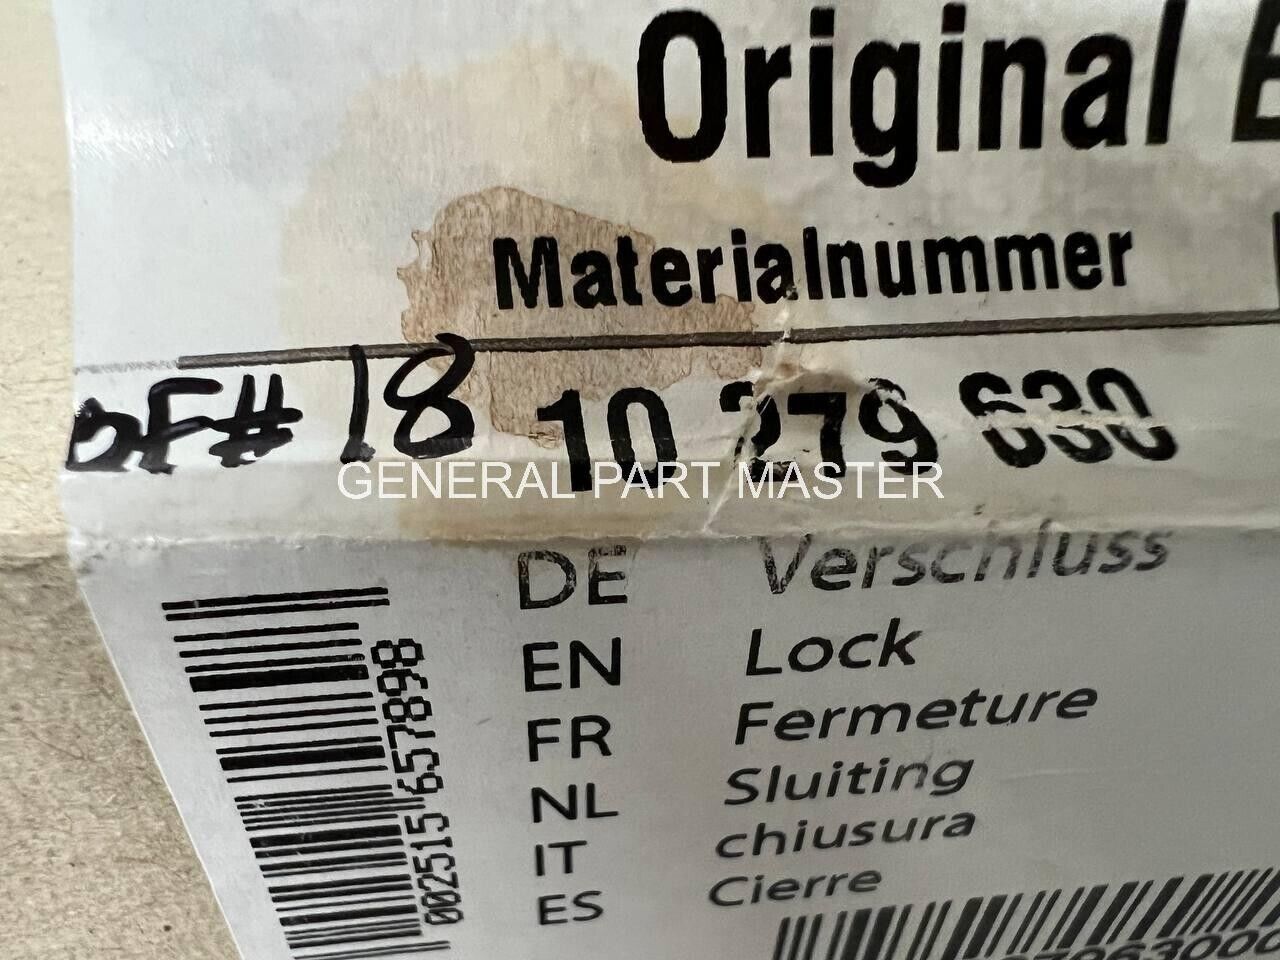 Original
Materialnummer
#18 10 279 630
GENERAL PART MASTER
DE Verschluss
EN Lock
FR Fermeture
NL Sluiting
IT chiusura
ES Cierre
002515657898